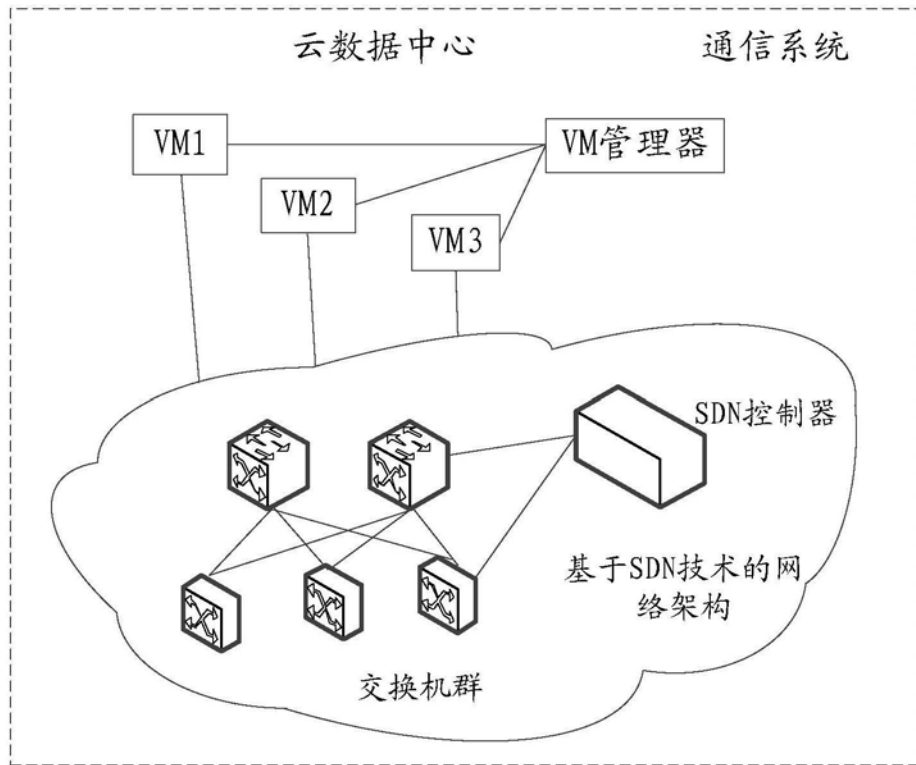 云数据中心
通信系统
VM1
VM管理器
VM2
VM3
SDN控制器
基于SDN技术的网
络架构
交换机群